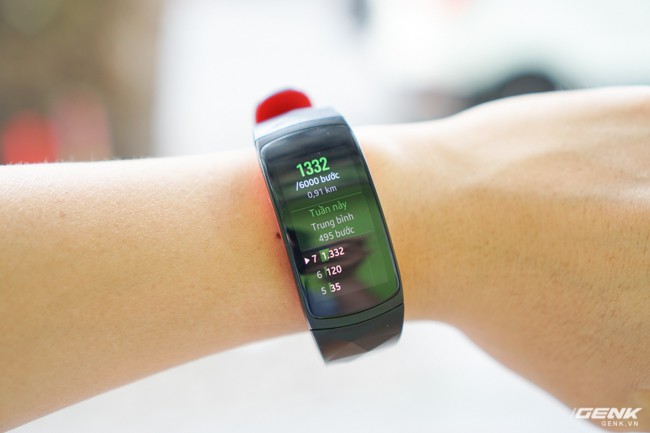 1332
/6000 bước
0,91 km
Tuần này
Trung bình
495 bước
▶ 7 1.332
6 120
5 35
GENK
GENK.VN